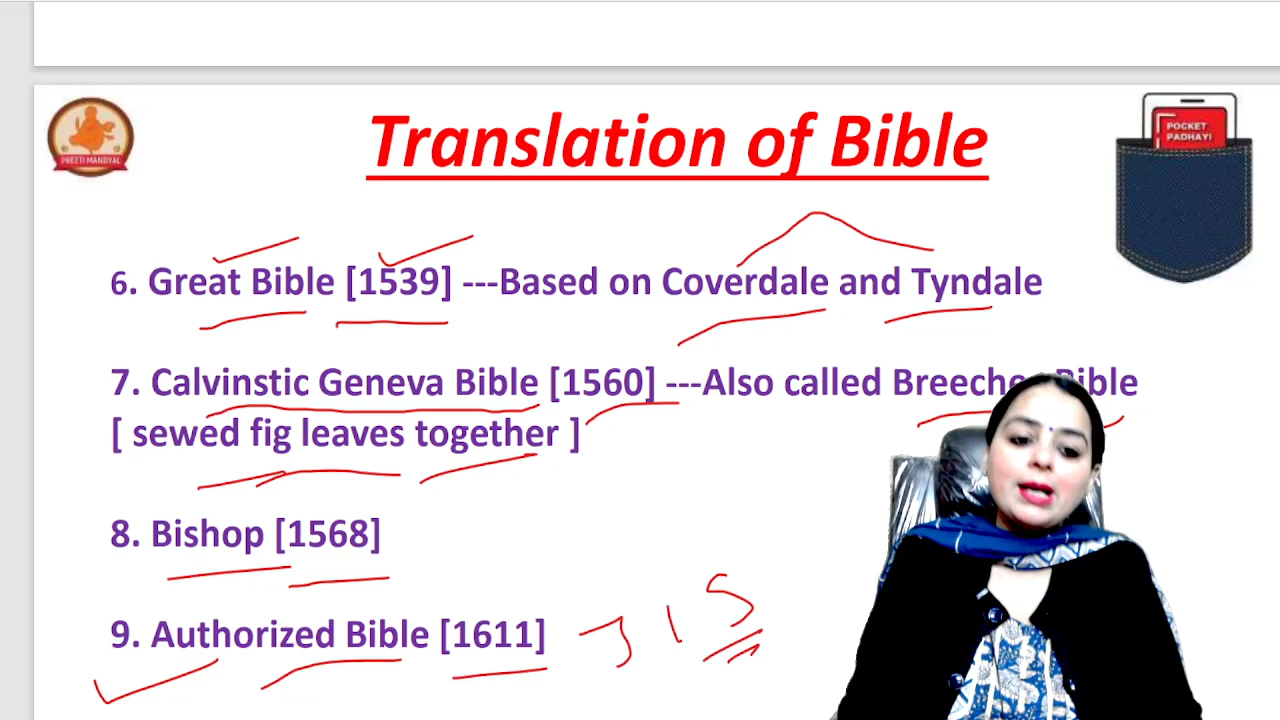 Translation of Bible
PREETI MANDYAL
POCKET
PADHAYI
6. Great Bible [1539] ---Based on Coverdale and Tyndale
7. Calvinstic Geneva Bible [1560] ---Also called Bible
[ sewed fig leaves together ]
8. Bishop [1568]
9. Authorized Bible [1611]